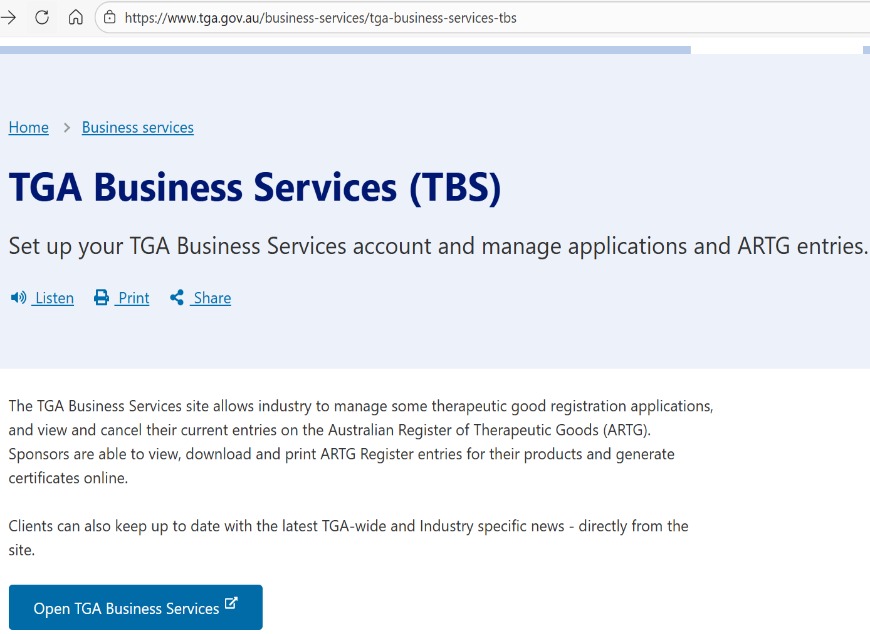 https://www.tga.gov.au/business-services/tga-business-services-tbs
Home > Business services
TGA Business Services (TBS)
Set up your TGA Business Services account and manage applications and ARTG entries.
Listen Print Share
The TGA Business Services site allows industry to manage some therapeutic good registration applications,
and view and cancel their current entries on the Australian Register of Therapeutic Goods (ARTG).
Sponsors are able to view, download and print ARTG Register entries for their products and generate
certificates online.
Clients can also keep up to date with the latest TGA-wide and Industry specific news - directly from the
site.
Open TGA Business Services